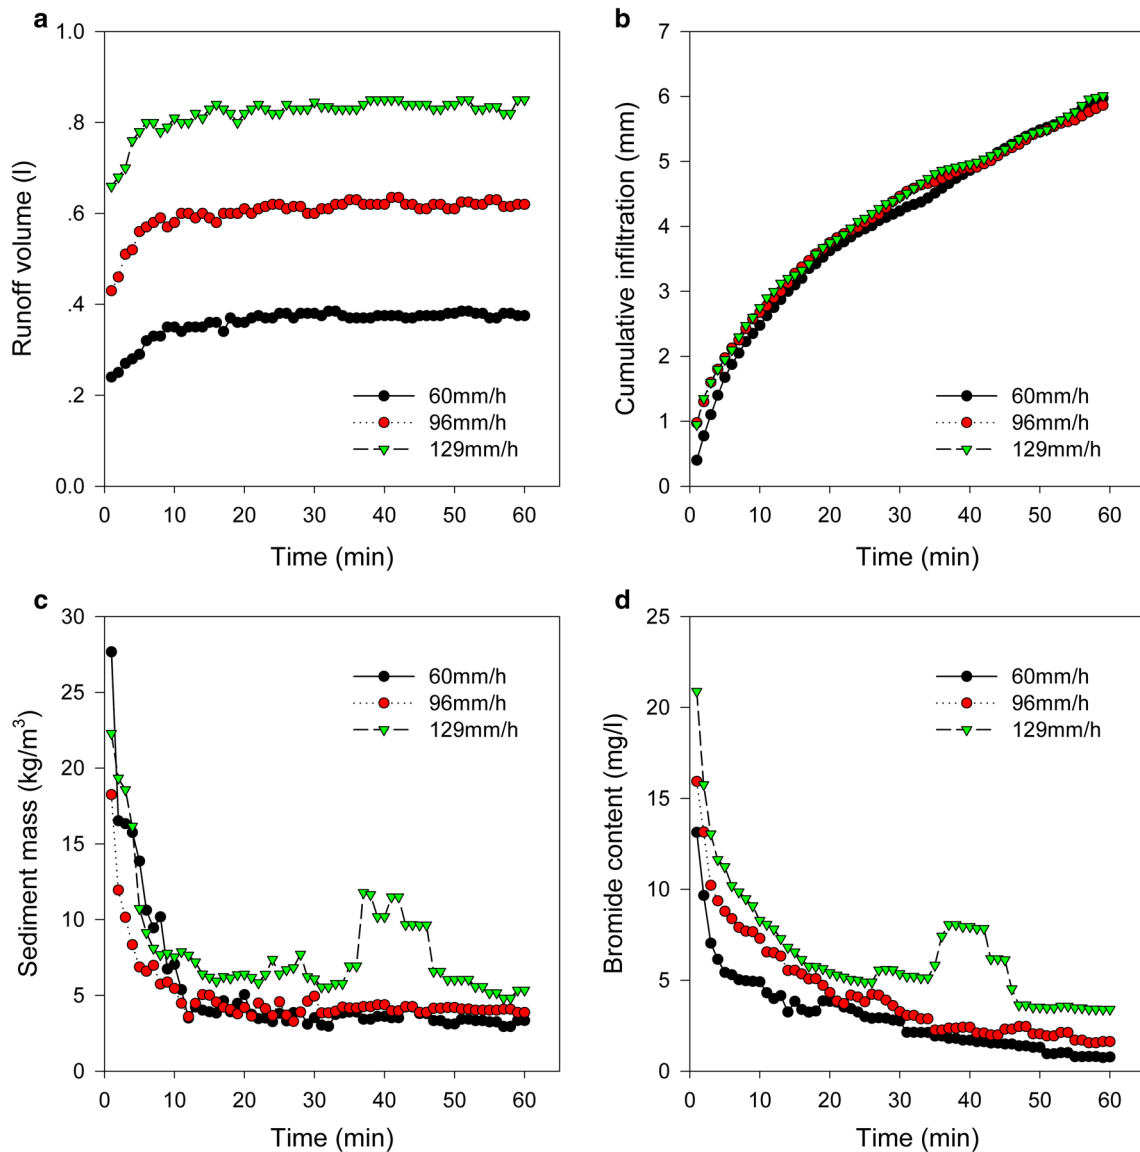 a
1.0
.8
.6
.4
.2
0.0
Runoff volume (l)
60mm/h
96mm/h
129mm/h
0 10 20 30 40 50 60
Time (min)
b
7
6
5
4
3
2
1
0
Cumulative infiltration (mm)
60mm/h
96mm/h
129mm/h
0 10 20 30 40 50 60
Time (min)
c
30
25
20
15
10
5
0
Sediment mass (kg/m³)
60mm/h
96mm/h
129mm/h
0 10 20 30 40 50 60
Time (min)
d
25
20
15
10
5
0
Bromide content (mg/l)
60mm/h
96mm/h
129mm/h
0 10 20 30 40 50 60
Time (min)